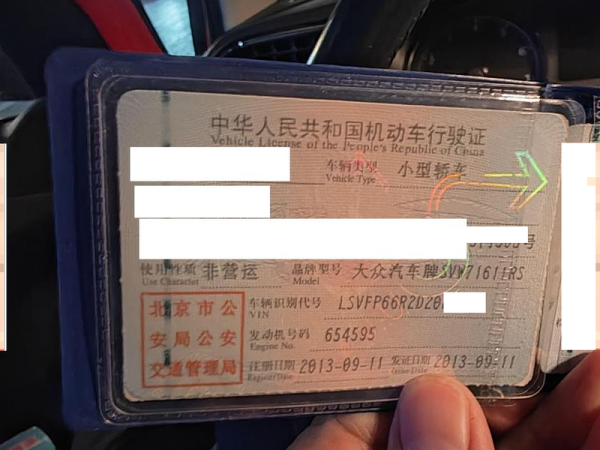 中华人民共和国机动车行驶证
Vehicle License of the People's Republic of China
车辆类型 小型轿车
Vehicle Type
号
使用性质 非营运 品牌型号 大众汽车牌SVW71611RS
Use Character Model
北京市公安局公安交通管理局
车辆识别代号 LSVFP66R2D20
VIN
发动机号码 654595
Engine No.
注册日期 2013-09-11 发证日期 2013-09-11
Register Date Issue Date